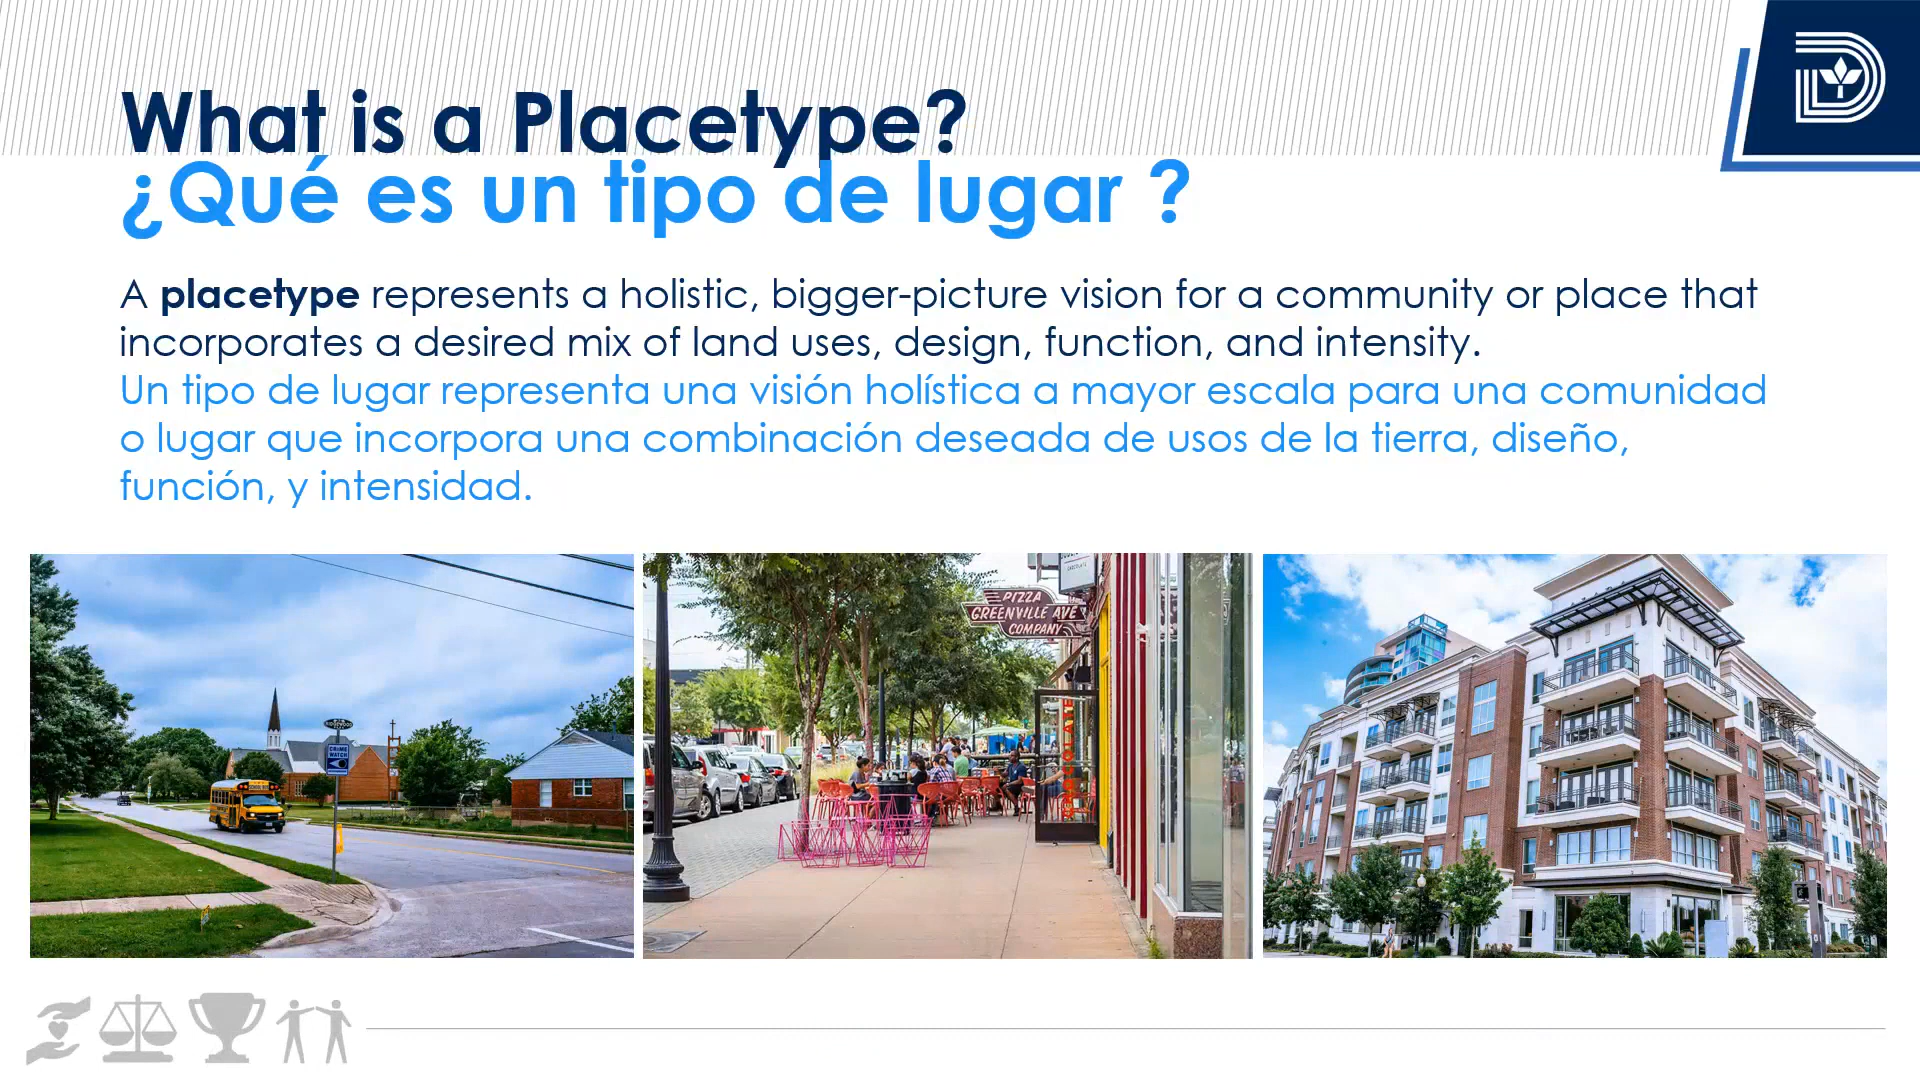 What is a Placetype?
¿Qué es un tipo de lugar ?
A placetype represents a holistic, bigger-picture vision for a community or place that
incorporates a desired mix of land uses, design, function, and intensity.
Un tipo de lugar representa una visión holística a mayor escala para una comunidad
o lugar que incorpora una combinación deseada de usos de la tierra, diseño,
función, y intensidad.
CRIME
WATCH
PIZZA
GREENVILLE AVE
COMPANY